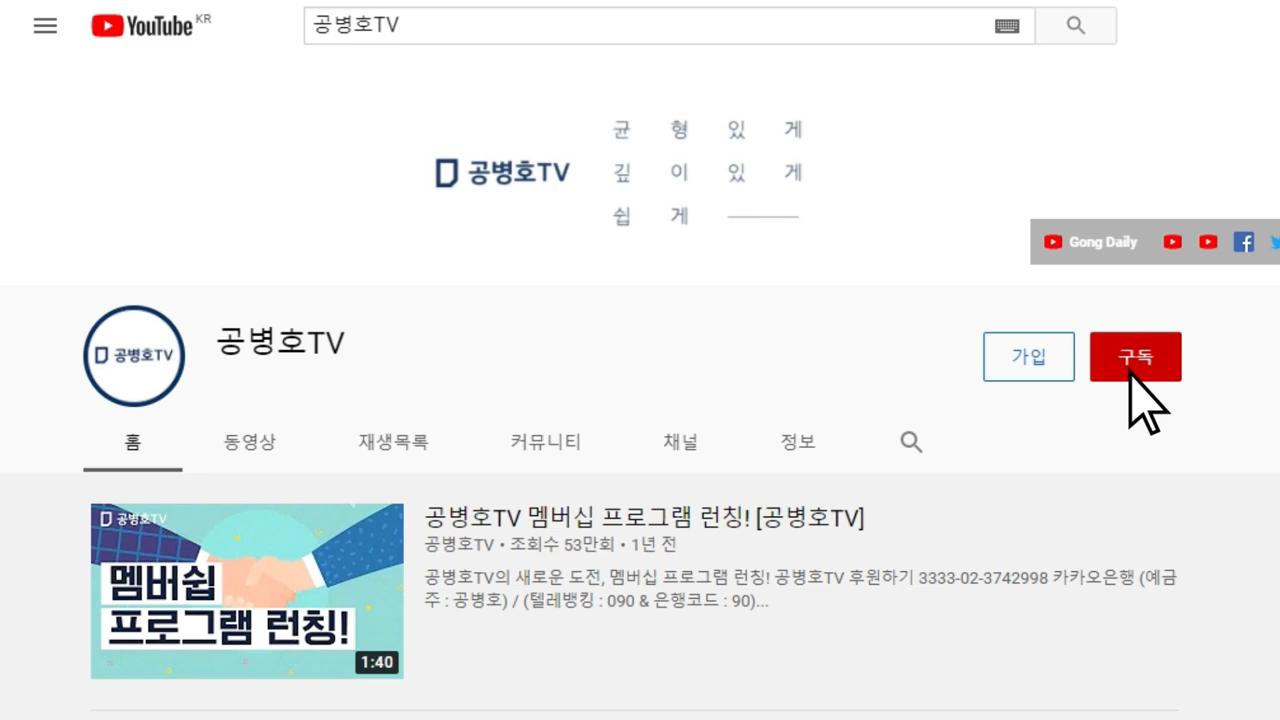 YouTube KR
공병호TV
균형있게
공병호TV
깊이있게
쉽게
Gong Daily
공병호TV
공병호TV
가입
구독
홈
동영상
재생목록
커뮤니티
채널
정보
공병호TV
멤버쉽
프로그램 런칭!
1:40
공병호TV 멤버십 프로그램 런칭! [공병호TV]
공병호TV • 조회수 53만회 • 1년 전
공병호TV의 새로운 도전, 멤버십 프로그램 런칭! 공병호TV 후원하기 3333-02-3742998 카카오은행 (예금
주 : 공병호) / (텔레뱅킹 : 090 & 은행코드 : 90)...